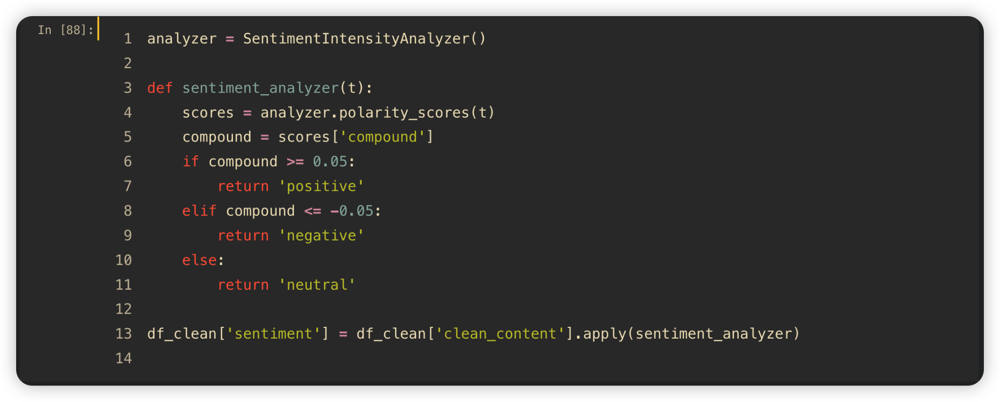 In [88]:
1 analyzer = SentimentIntensityAnalyzer()
2
3 def sentiment_analyzer(t):
4     scores = analyzer.polarity_scores(t)
5     compound = scores['compound']
6     if compound >= 0.05:
7         return 'positive'
8     elif compound <= -0.05:
9         return 'negative'
10     else:
11         return 'neutral'
12
13 df_clean['sentiment'] = df_clean['clean_content'].apply(sentiment_analyzer)
14